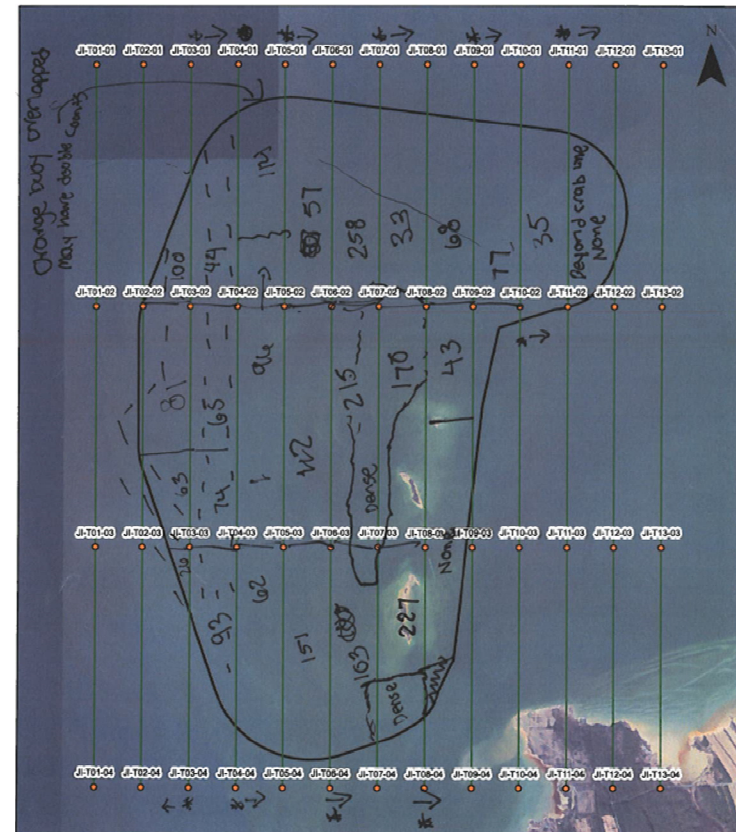 JI-T01-01 JI-T02-01 JI-T03-01 JI-T04-01 JI-T05-01 JI-T06-01 JI-T07-01 JI-T08-01 JI-T09-01 JI-T10-01 JI-T11-01 JI-T12-01 JI-T13-01
N
Orange buoy overlapped
may have double counts
100
49
57
258
33
68
77
35
Beyond crab line
None
JI-T01-02 JI-T02-02 JI-T03-02 JI-T04-02 JI-T05-02 JI-T06-02 JI-T07-02 JI-T08-02 JI-T09-02 JI-T10-02 JI-T11-02 JI-T12-02 JI-T13-02
81
65
96
215
178
43
63
74
112
Dense
JI-T01-03 JI-T02-03 JI-T03-03 JI-T04-03 JI-T05-03 JI-T06-03 JI-T07-03 JI-T08-03 JI-T09-03 JI-T10-03 JI-T11-03 JI-T12-03 JI-T13-03
None
26
93
62
151
163
227
Dense
JI-T01-04 JI-T02-04 JI-T03-04 JI-T04-04 JI-T05-04 JI-T06-04 JI-T07-04 JI-T08-04 JI-T09-04 JI-T10-04 JI-T11-04 JI-T12-04 JI-T13-04